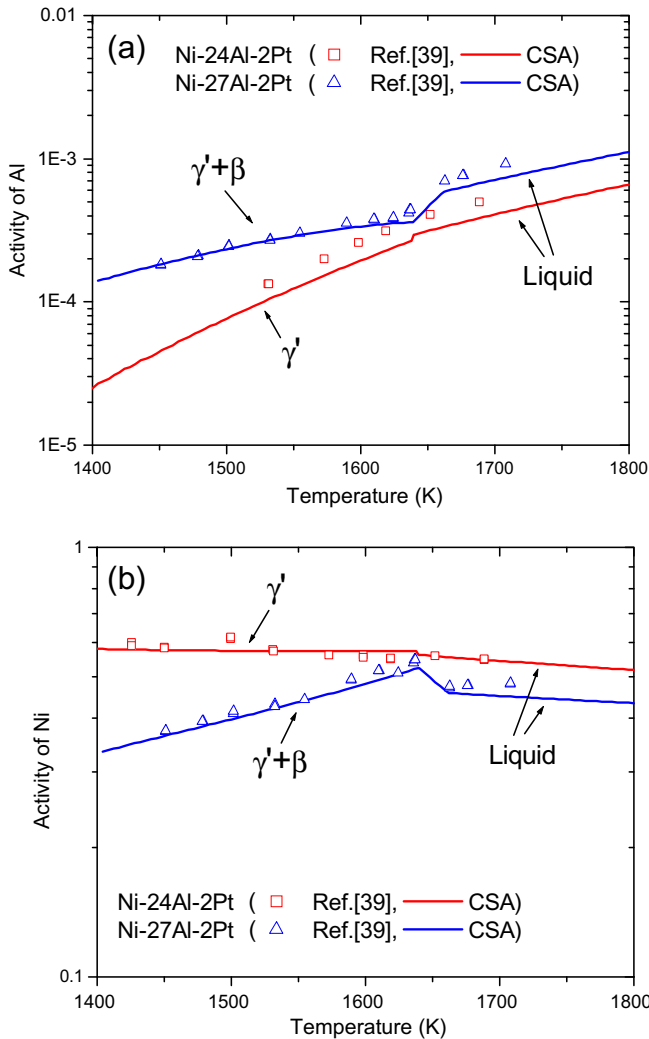 0.01
(a)
Ni-24Al-2Pt ( □ Ref.[39], CSA)
Ni-27Al-2Pt ( △ Ref.[39], CSA)
γ'+β
1E-3
Activity of Al
Liquid
1E-4
γ'
1E-5
1400 1500 1600 1700 1800
Temperature (K)
1
(b)
γ'
Activity of Ni
γ'+β
Liquid
Ni-24Al-2Pt ( □ Ref.[39], CSA)
Ni-27Al-2Pt ( △ Ref.[39], CSA)
0.1
1400 1500 1600 1700 1800
Temperature (K)